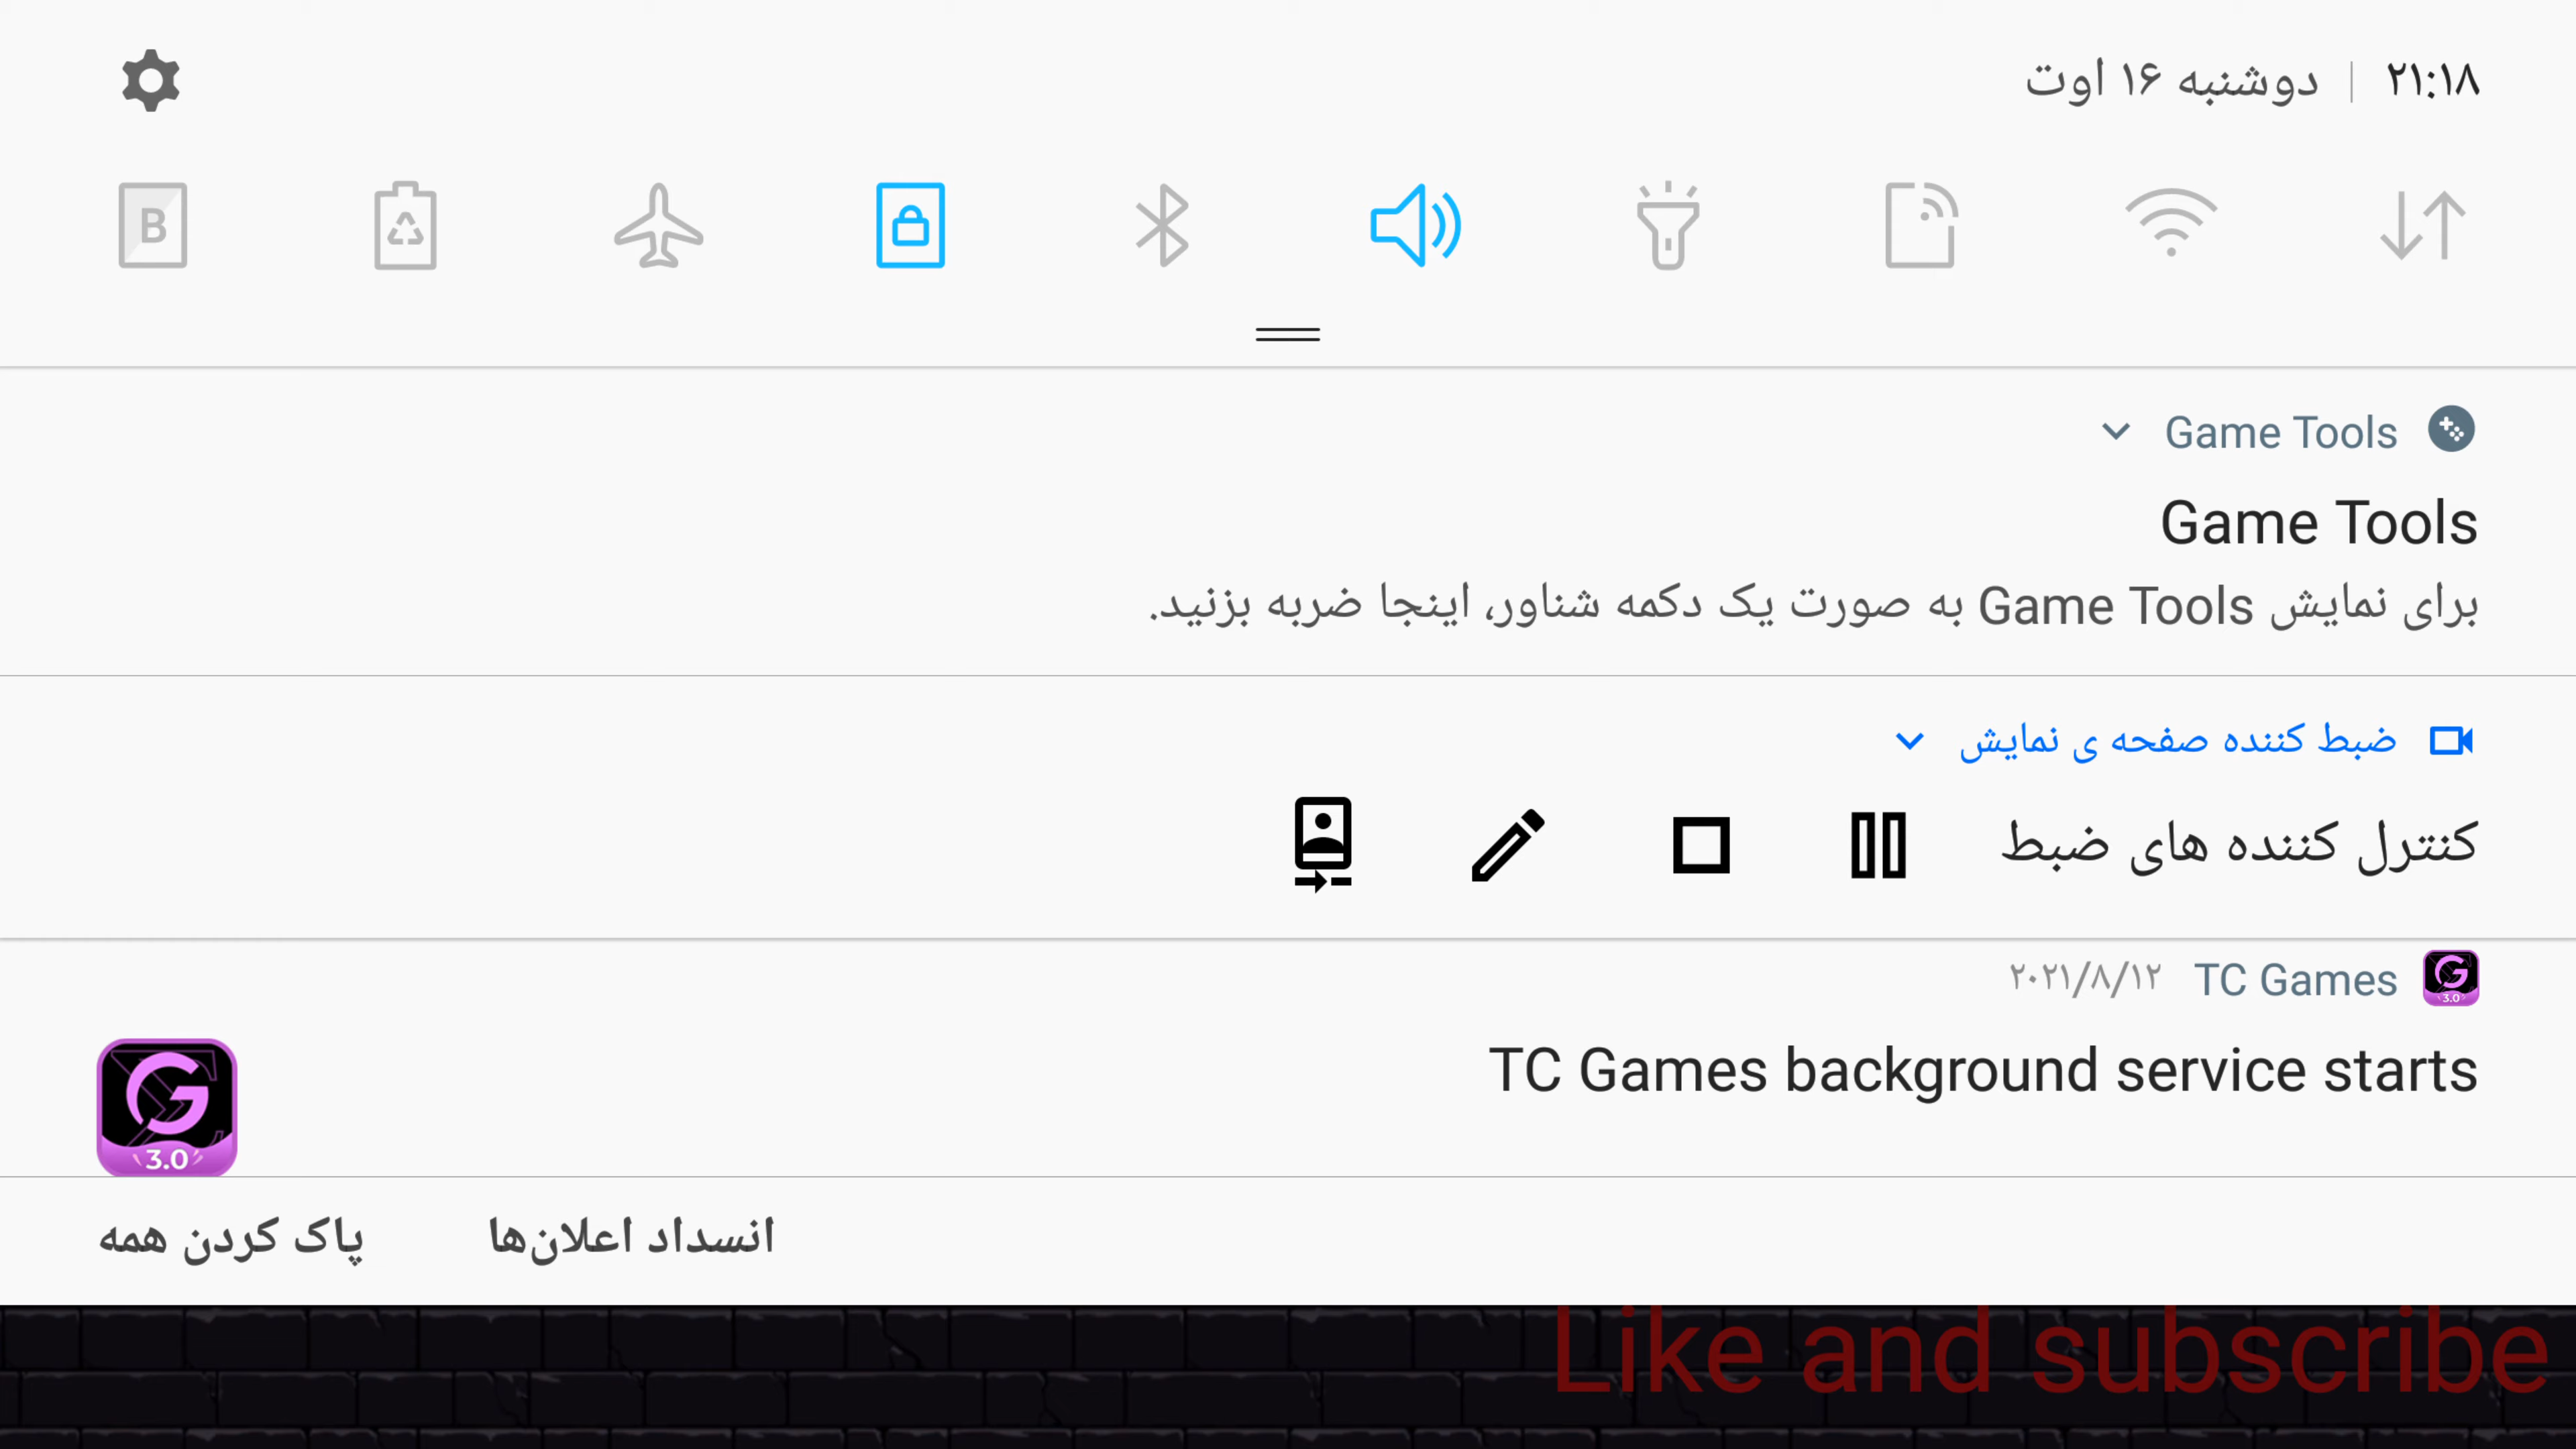 ۲۱:۱۸ | دوشنبه ۱۶ اوت
B
Game Tools
Game Tools
برای نمایش Game Tools به صورت یک دکمه شناور، اینجا ضربه بزنید.
ضبط کننده صفحه ی نمایش
کنترل کننده های ضبط
TC Games ۲۰۲۱/۸/۱۲
3.0
TC Games background service starts
G
3.0
انسداد اعلان‌ها پاک کردن همه
Like and subscribe